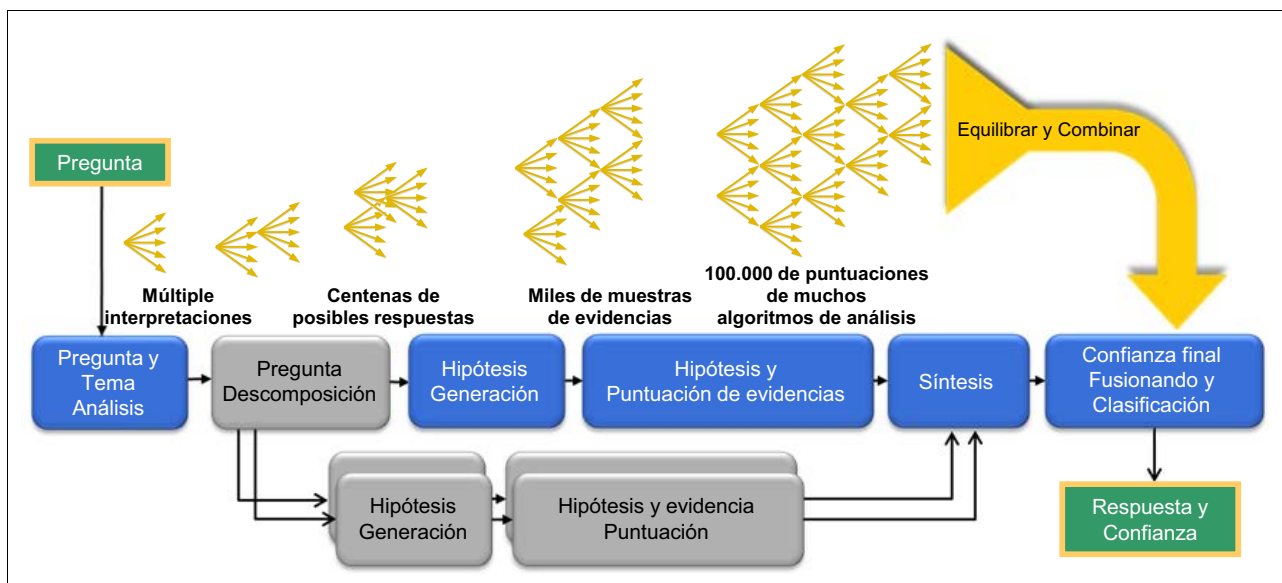 Equilibrar y Combinar
Pregunta
Múltiple
interpretaciones
Centenas de
posibles respuestas
Miles de muestras
de evidencias
100.000 de puntuaciones
de muchos
algoritmos de análisis
Pregunta y
Tema
Análisis
Pregunta
Descomposición
Hipótesis
Generación
Hipótesis y
Puntuación de evidencias
Síntesis
Confianza final
Fusionando y
Clasificación
Hipótesis
Generación
Hipótesis y evidencia
Puntuación
Respuesta y
Confianza